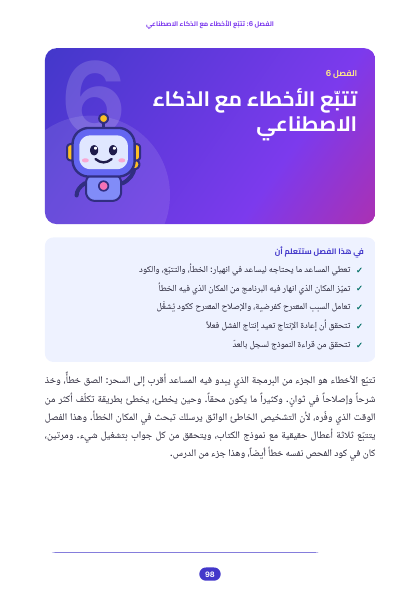 الفصل 6: تتبّع الأخطاء مع الذكاء الاصطناعي
6
الفصل 6
تتبّع الأخطاء مع الذكاء
الاصطناعي
في هذا الفصل ستتعلم أن
✓ تعطي المساعد ما يحتاجه ليساعد في انهيار: الخطأ، والتتبّع، والكود
✓ تميّز المكان الذي انهار فيه البرنامج من المكان الذي فيه الخطأ
✓ تعامل السبب المقترح كفرضية، والإصلاح المقترح ككود يُشغَّل
✓ تتحقق أن إعادة الإنتاج تعيد إنتاج الفشل فعلاً
✓ تتحقق من قراءة النموذج لسجل بالعدّ
تتبّع الأخطاء هو الجزء من البرمجة الذي يبدو فيه المساعد أقرب إلى السحر: الصق خطأً، وخذ
شرحاً وإصلاحاً في ثوانٍ. وكثيراً ما يكون محقاً. وحين يخطئ، يخطئ بطريقة تكلّف أكثر من
الوقت الذي وفّره، لأن التشخيص الخاطئ الواثق يرسلك تبحث في المكان الخطأ. وهذا الفصل
يتتبّع ثلاثة أعطال حقيقية مع نموذج الكتاب، ويتحقق من كل جواب بتشغيل شيء. ومرتين،
كان في كود الفحص نفسه خطأ أيضاً، وهذا جزء من الدرس.
98